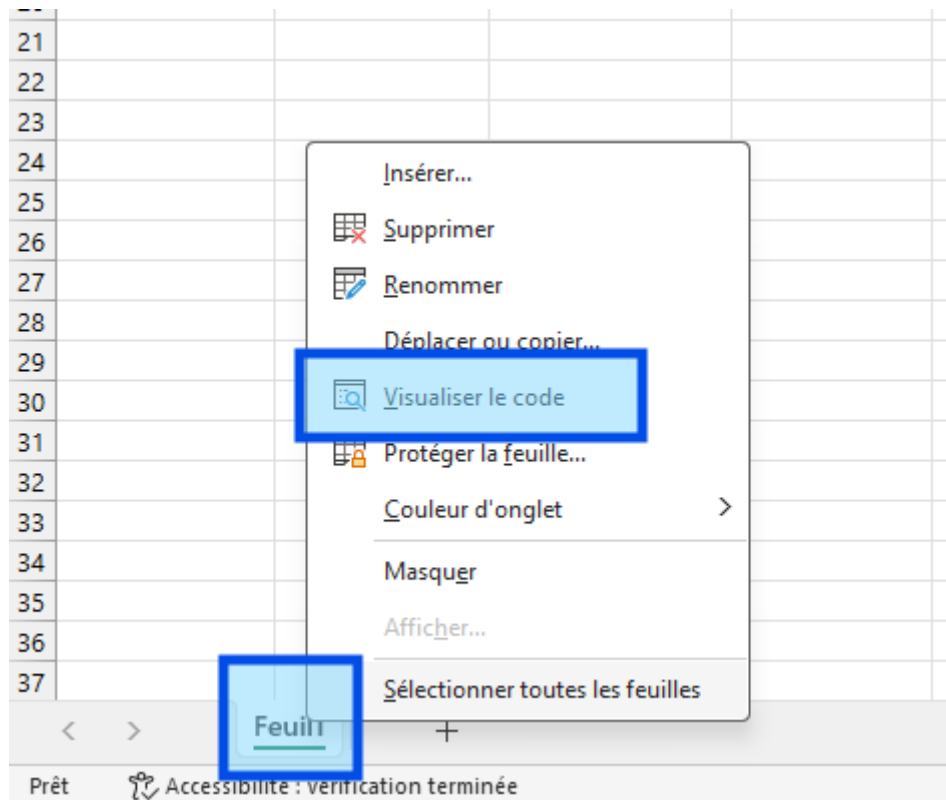 21
22
23
24
25
26
27
28
29
30
31
32
33
34
35
36
37
Insérer...
Supprimer
Renommer
Déplacer ou copier...
Visualiser le code
Protéger la feuille...
Couleur d'onglet
Masquer
Afficher...
Sélectionner toutes les feuilles
Feuil1
Prêt Accessibilité : vérification terminée